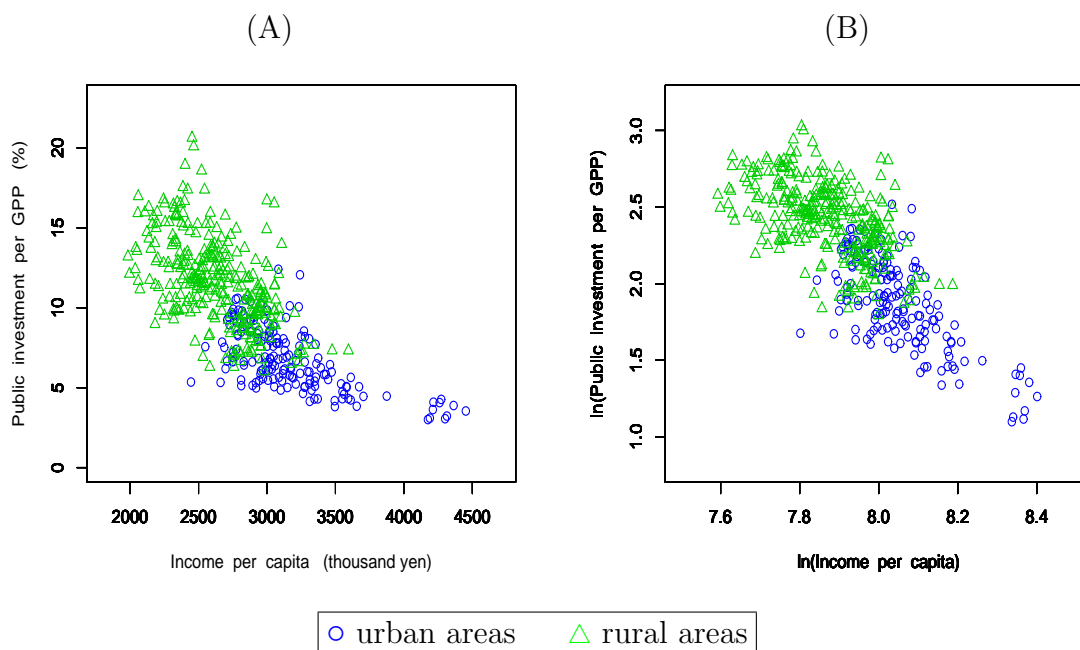 (A)
Public investment per GPP (%)
20
15
10
5
0
2000 2500 3000 3500 4000 4500
Income per capita (thousand yen)
(B)
ln(Public investment per GPP)
3.0
2.5
2.0
1.5
1.0
7.6 7.8 8.0 8.2 8.4
ln(Income per capita)
urban areas rural areas